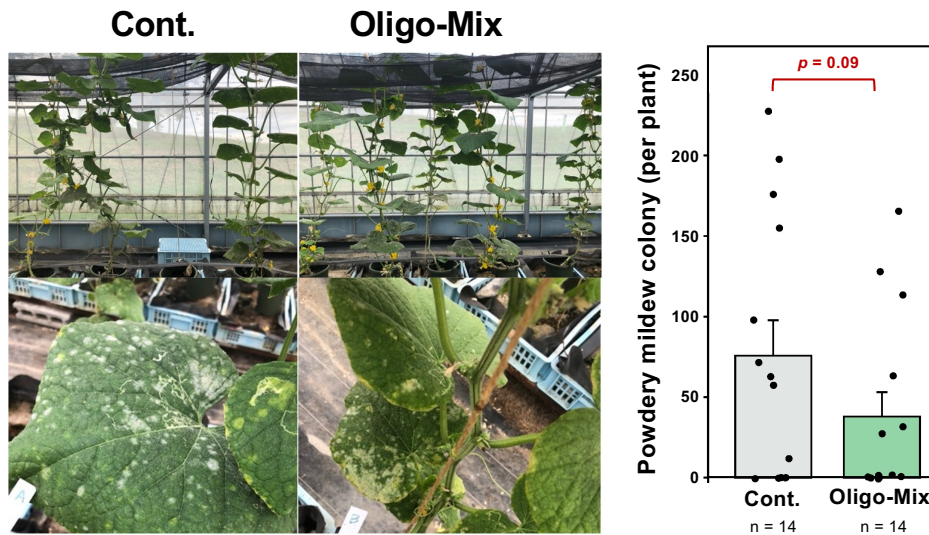 Cont.
Oligo-Mix
A
B
Powdery mildew colony (per plant)
p = 0.09
250
200
150
100
50
0
Cont.
Oligo-Mix
n = 14
n = 14